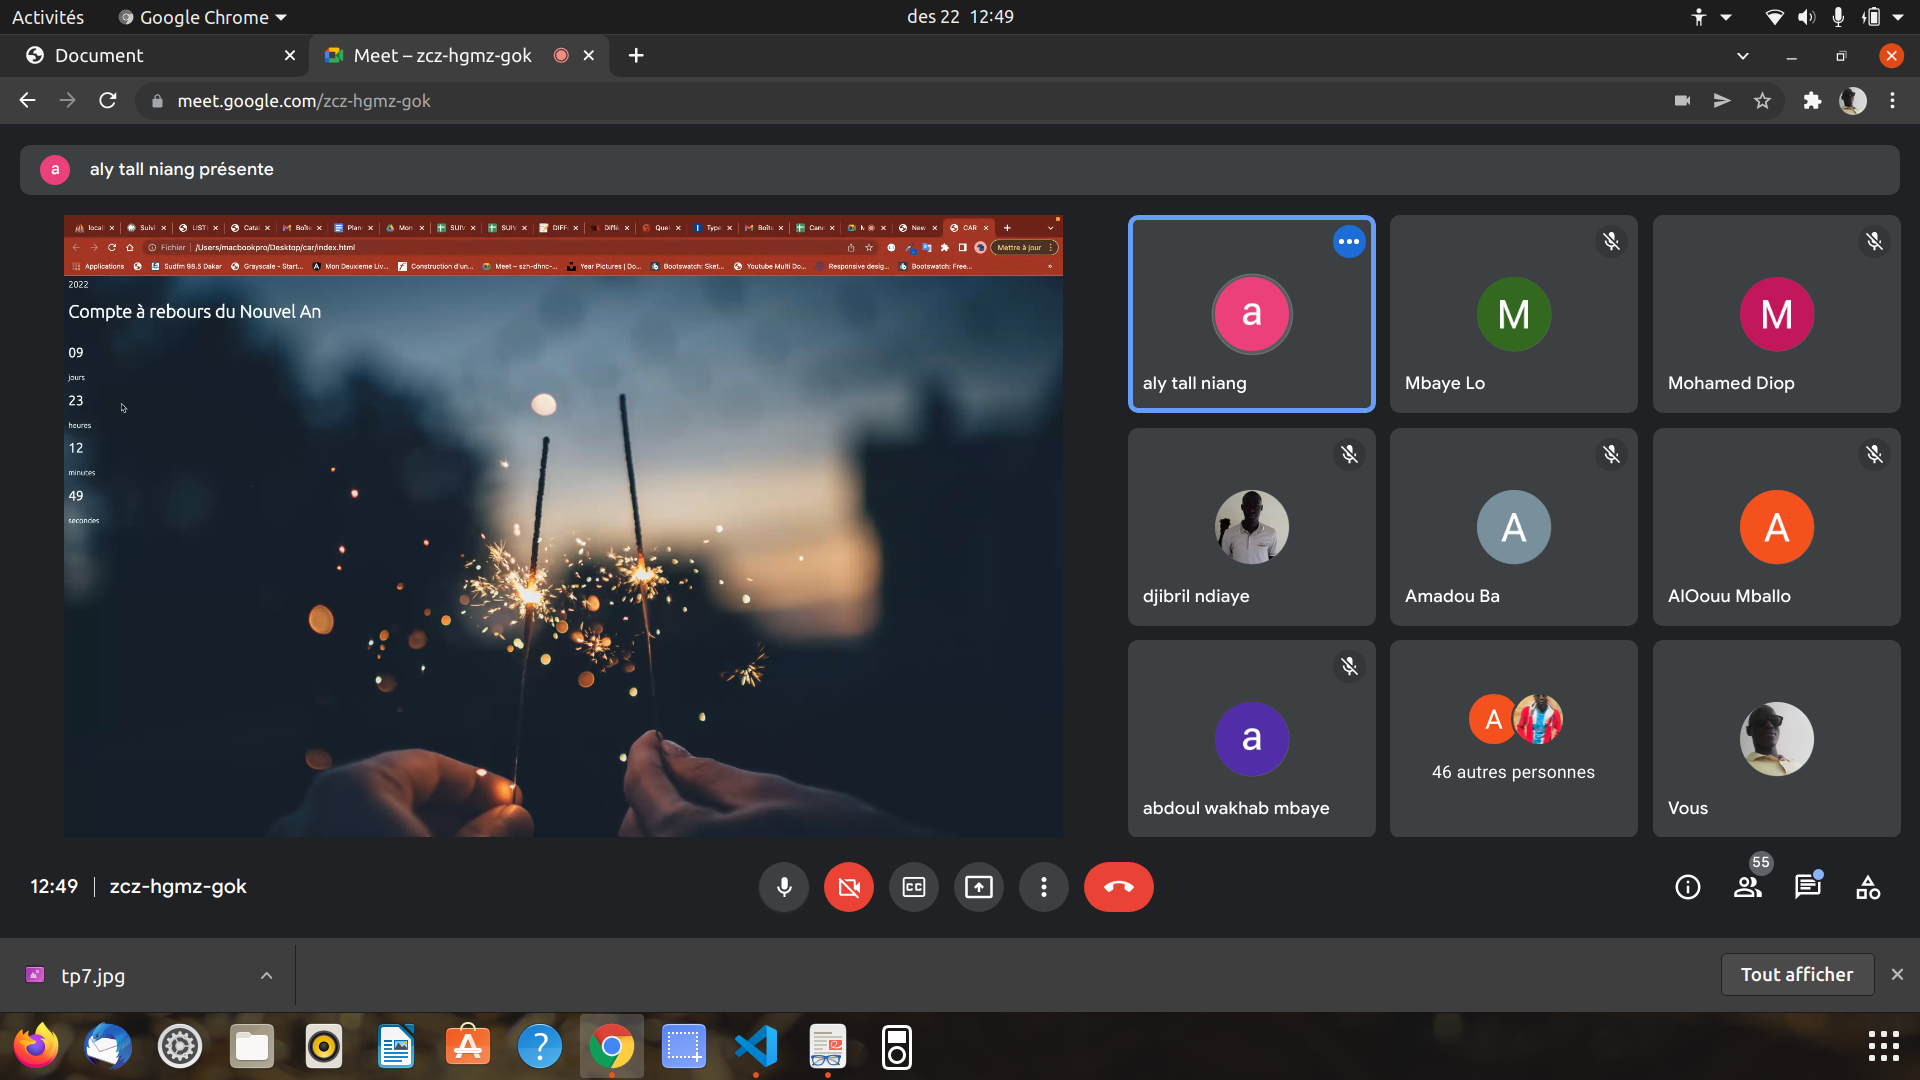 Activités
Google Chrome
des 22 12:49
Document
Meet – zcz-hgmz-gok
meet.google.com/zcz-hgmz-gok
a
aly tall niang présente
Fichier
/Users/macbookpro/Desktop/car/index.html
Mettre à jour
Applications
Sudfm 98.5 Dakar
Grayscale - Start...
Mon Deuxieme Liv...
Construction d'un...
Meet – szh-dhnc-...
Year Pictures | Do...
Bootswatch: Sket...
Youtube Multi Do...
Responsive desig...
Bootswatch: Free...
2022
Compte à rebours du Nouvel An
09
jours
23
heures
12
minutes
49
secondes
a
aly tall niang
M
Mbaye Lo
M
Mohamed Diop
djibril ndiaye
A
Amadou Ba
A
AlOouu Mballo
a
abdoul wakhab mbaye
A
46 autres personnes
Vous
12:49
zcz-hgmz-gok
CC
55
tp7.jpg
Tout afficher